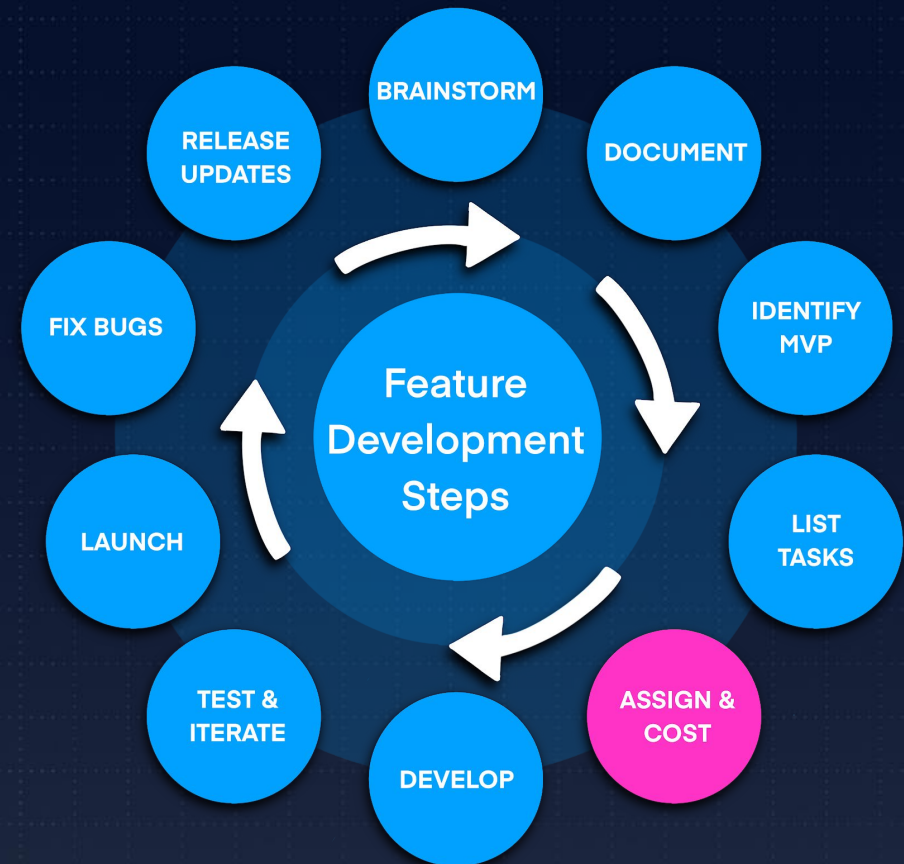 BRAINSTORM
DOCUMENT
IDENTIFY
MVP
LIST
TASKS
ASSIGN &
COST
DEVELOP
TEST &
ITERATE
LAUNCH
FIX BUGS
RELEASE
UPDATES
Feature
Development
Steps